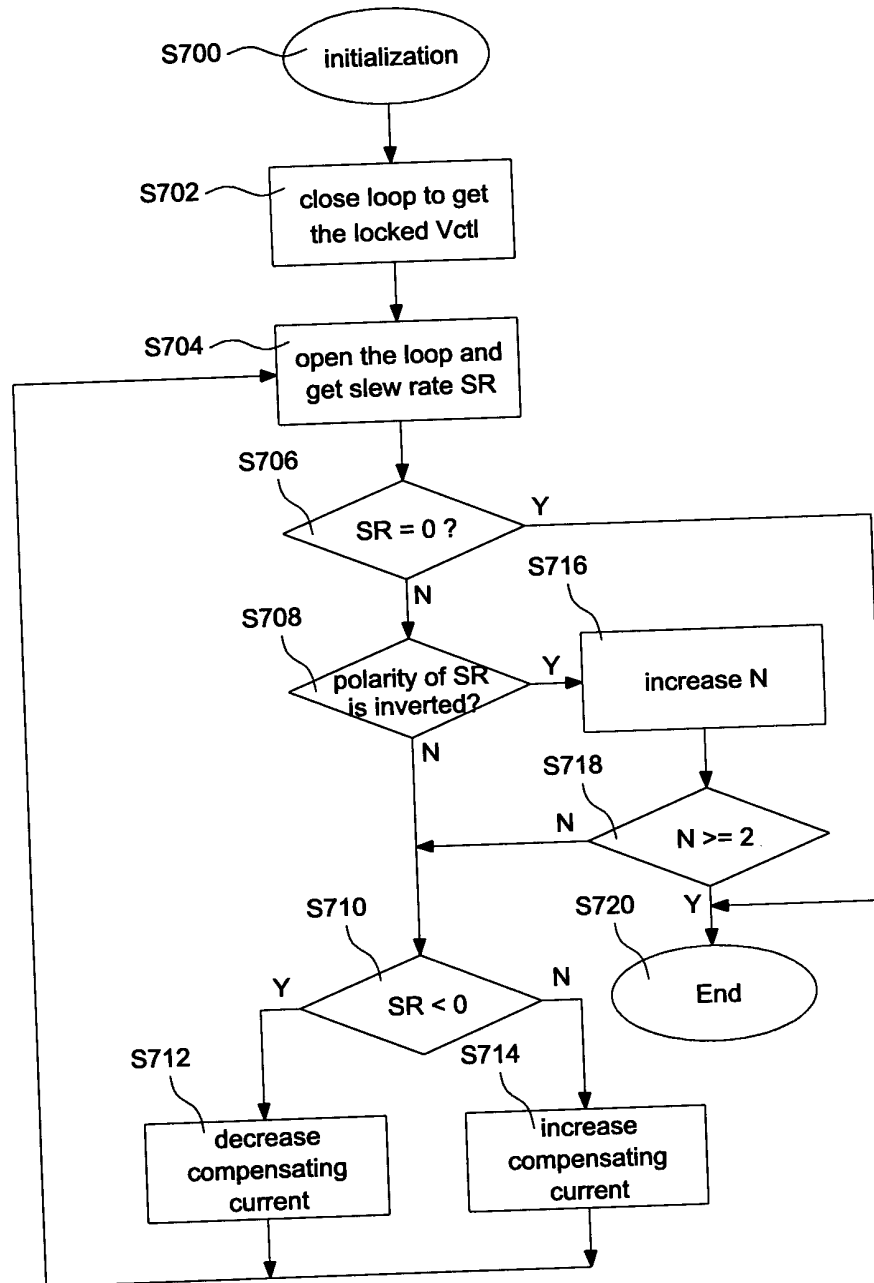 S700
initialization
S702
close loop to get
the locked Vctl
S704
open the loop and
get slew rate SR
S706
SR = 0 ?
Y
N
S708
polarity of SR
is inverted?
Y
N
S716
increase N
S718
N >= 2
N
Y
S710
SR < 0
Y
N
S720
End
S712
decrease
compensating
current
S714
increase
compensating
current